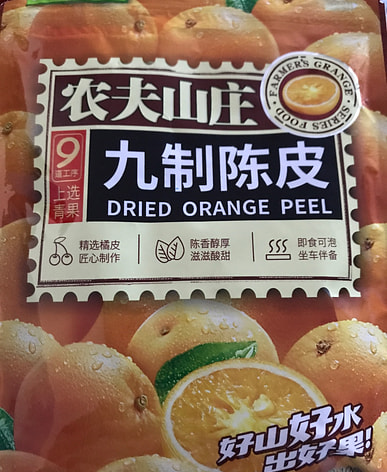 农夫山庄
FARMER'S GRANGE
SERIES FOOD
9
道工序
上选
青果
九制陈皮
DRIED ORANGE PEEL
精选橘皮
匠心制作
陈香醇厚
滋滋酸甜
即食可泡
坐车伴备
好山好水
出好果!